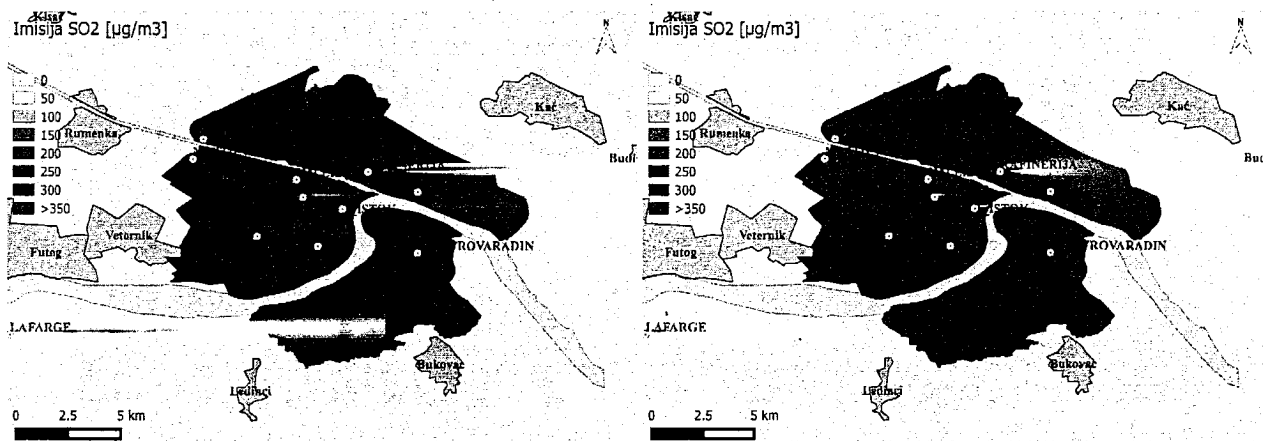 Imisija SO2 [µg/m3]
N
0
50
100
150
200
250
300
>350
Kać
Rumenka
Veternik
Futog
ROVARADIN
LAFARGE
Bukovac
Ledinci
0 2.5 5 km
Imisija SO2 [µg/m3]
N
0
50
100
150
200
250
300
>350
Kać
Rumenka
RAFINERIJA
Veternik
Futog
ROVARADIN
LAFARGE
Bukovac
Ledinci
0 2.5 5 km